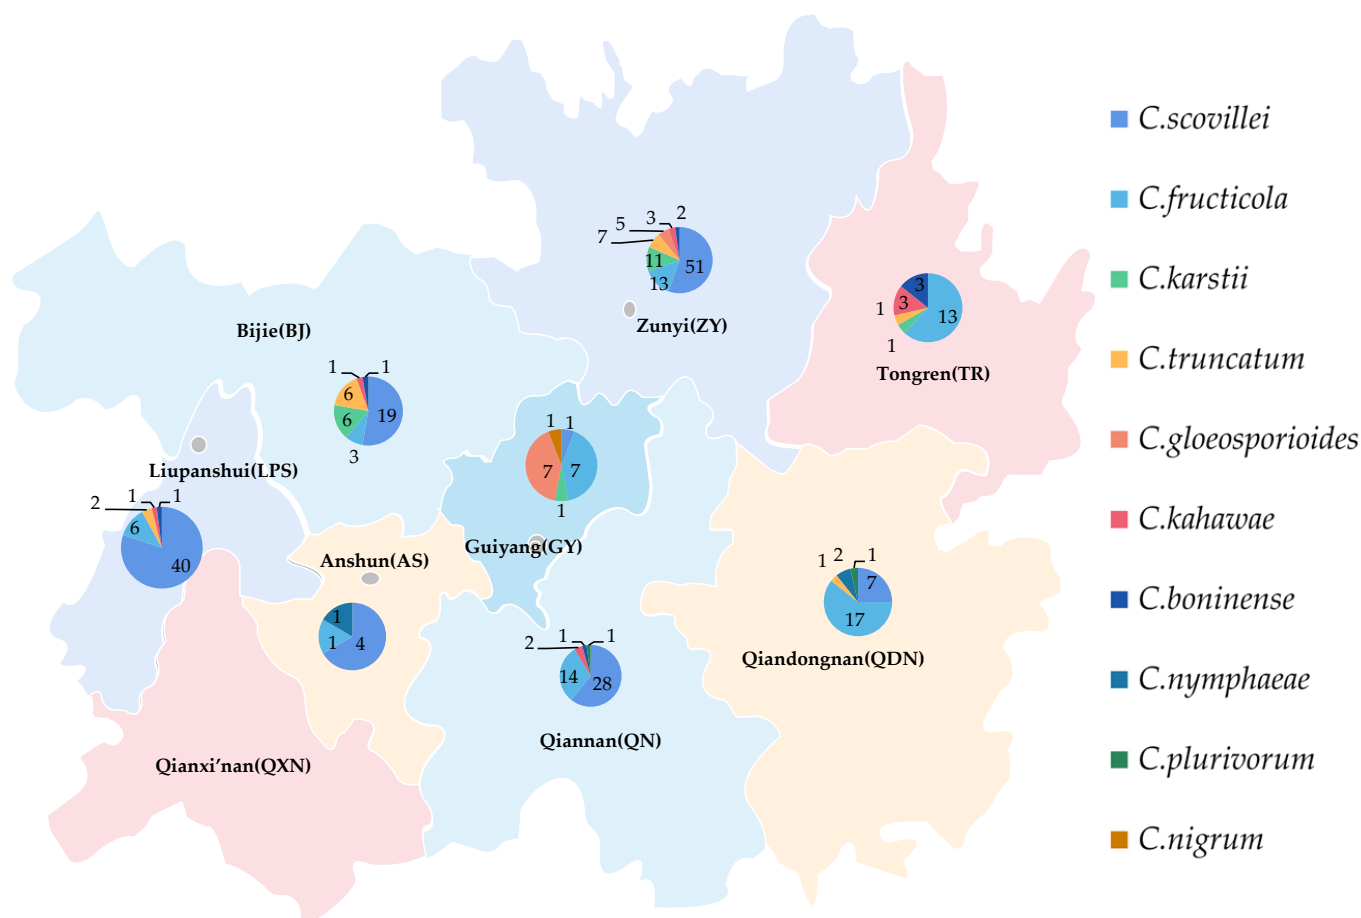 3
2
5
7
11
51
13
Zunyi(ZY)
3
3
13
1
1
Tongren(TR)
Bijie(BJ)
1
1
6
19
6
3
1
1
7
7
1
Guiyang(GY)
Liupanshui(LPS)
1
1
2
6
40
Anshun(AS)
1
1
4
1
1
2
14
28
Qiannan(QN)
1
2
1
7
17
Qiandongnan(QDN)
Qianxi’nan(QXN)
C.scovillei
C.fructicola
C.karstii
C.truncatum
C.gloeosporioides
C.kahawae
C.boninense
C.nymphaeae
C.plurivorum
C.nigrum